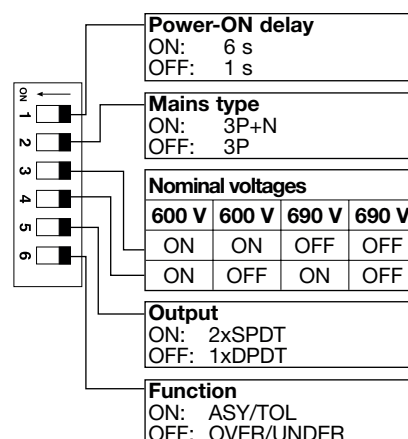 Power-ON delay
ON: 6 s
OFF: 1 s
ON
1
2
3
4
5
6
Mains type
ON: 3P+N
OFF: 3P
Nominal voltages
600 V 600 V 690 V 690 V
ON ON OFF OFF
ON OFF ON OFF
Output
ON: 2xSPDT
OFF: 1xDPDT
Function
ON: ASY/TOL
OFF: OVER/UNDER